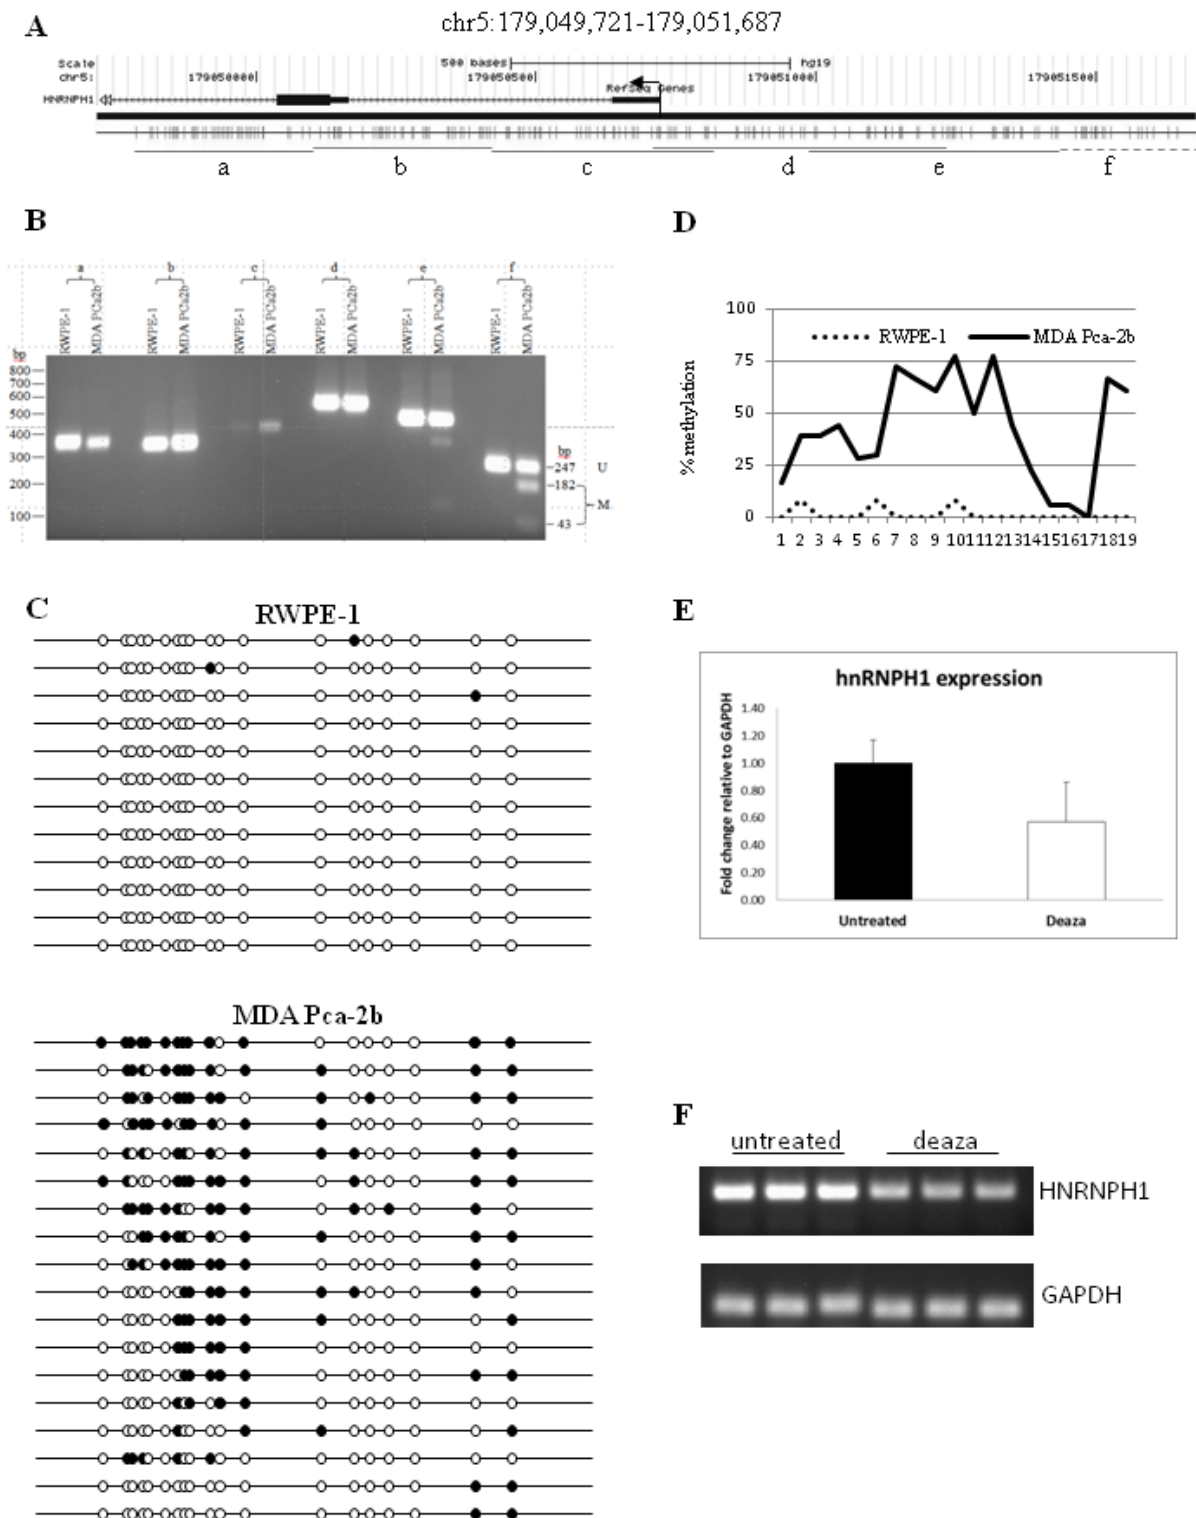 A
chr5:179,049,721-179,051,687
Scale
500 bases
hg19
chr5:
179050000|
179050500|
179051000|
179051500|
RefSeq Genes
HNRNPH1
a
b
c
d
e
f
B
a
b
c
d
e
f
RWPE-1
MDA PCa2b
RWPE-1
MDA PCa2b
RWPE-1
MDA PCa2b
RWPE-1
MDA PCa2b
RWPE-1
MDA PCa2b
RWPE-1
MDA PCa2b
bp
800
700
600
500
400
300
200
100
bp
247 U
182
M
43
D
% methylation
100
75
50
25
0
RWPE-1
MDA Pca-2b
1 2 3 4 5 6 7 8 9 10 11 12 13 14 15 16 17 18 19
C
RWPE-1
MDA Pca-2b
E
hnRNPH1 expression
Fold change relative to GAPDH
1.40
1.20
1.00
0.80
0.60
0.40
0.20
0.00
Untreated
Deaza
F
untreated
deaza
HNRNPH1
GAPDH